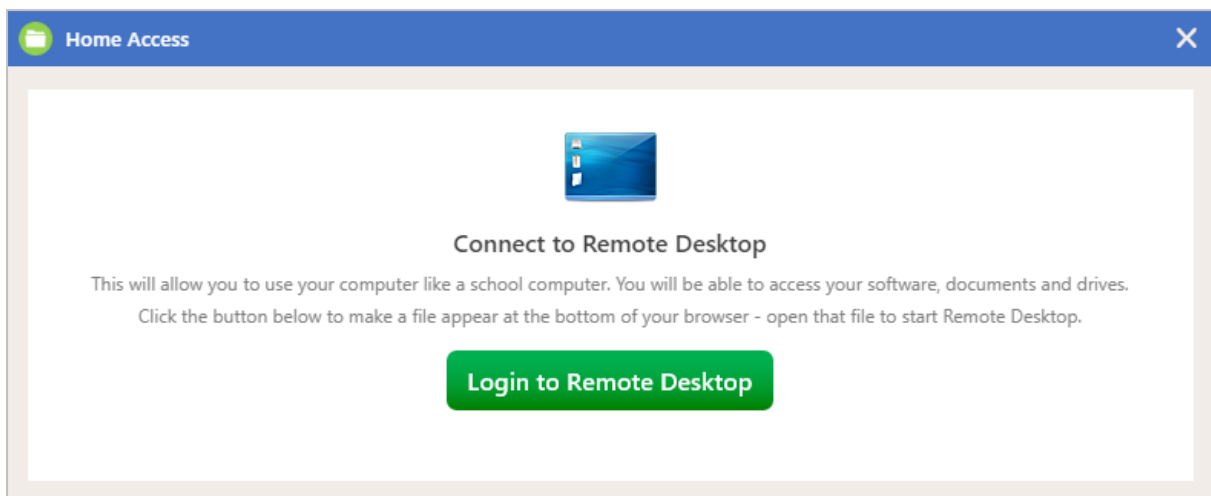 Home Access
Connect to Remote Desktop
This will allow you to use your computer like a school computer. You will be able to access your software, documents and drives.
Click the button below to make a file appear at the bottom of your browser - open that file to start Remote Desktop.
Login to Remote Desktop